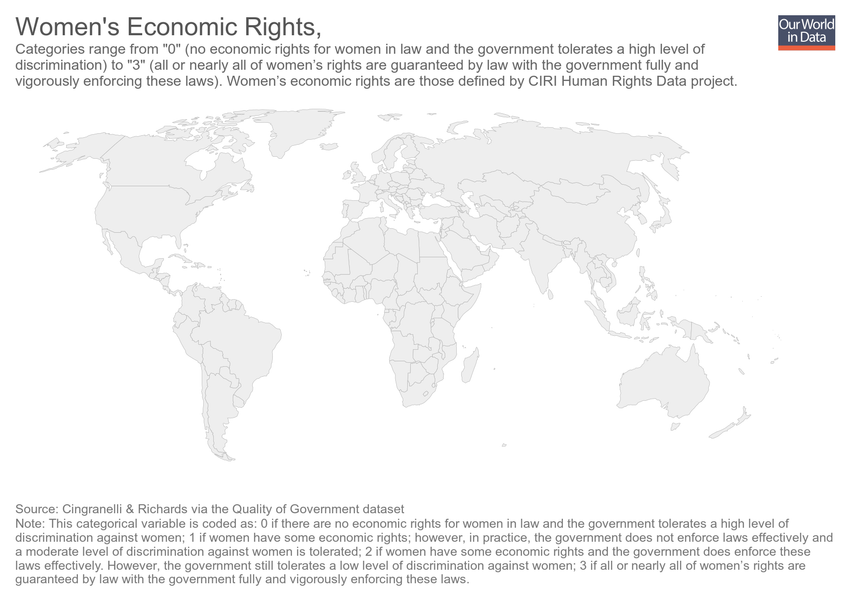 Women's Economic Rights,
Our World
in Data
Categories range from "0" (no economic rights for women in law and the government tolerates a high level of
discrimination) to "3" (all or nearly all of women’s rights are guaranteed by law with the government fully and
vigorously enforcing these laws). Women’s economic rights are those defined by CIRI Human Rights Data project.
Source: Cingranelli & Richards via the Quality of Government dataset
Note: This categorical variable is coded as: 0 if there are no economic rights for women in law and the government tolerates a high level of
discrimination against women; 1 if women have some economic rights; however, in practice, the government does not enforce laws effectively and
a moderate level of discrimination against women is tolerated; 2 if women have some economic rights and the government does enforce these
laws effectively. However, the government still tolerates a low level of discrimination against women; 3 if all or nearly all of women’s rights are
guaranteed by law with the government fully and vigorously enforcing these laws.